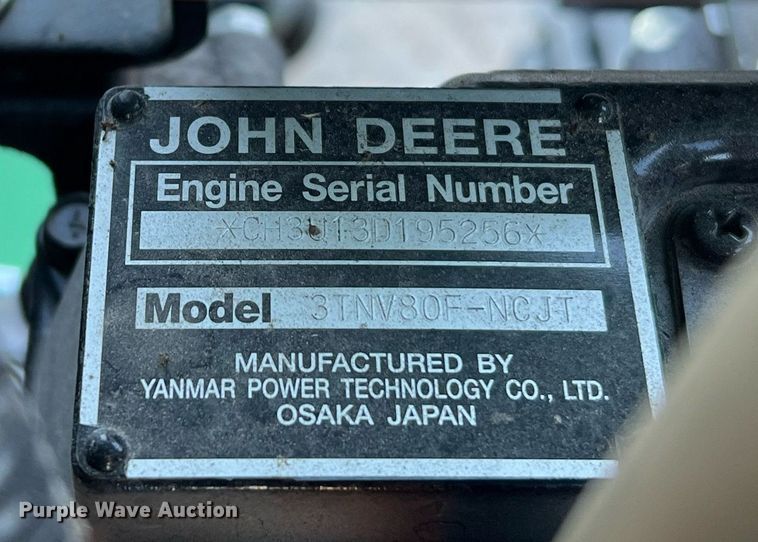 JOHN DEERE
Engine Serial Number
*CH3U13D195256*
Model 3TNV80F-NCJT
MANUFACTURED BY
YANMAR POWER TECHNOLOGY CO., LTD.
OSAKA JAPAN
Purple Wave Auction